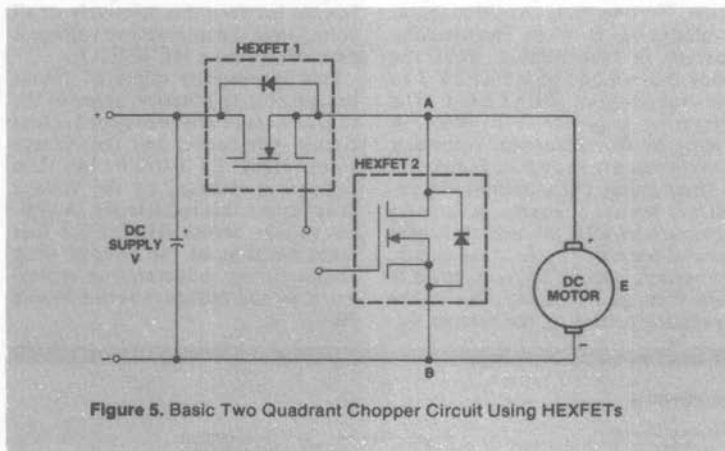 HEXFET 1
A
+
HEXFET 2
DC
SUPPLY
V
+
+
DC
MOTOR
E
−
−
B
Figure 5. Basic Two Quadrant Chopper Circuit Using HEXFETs